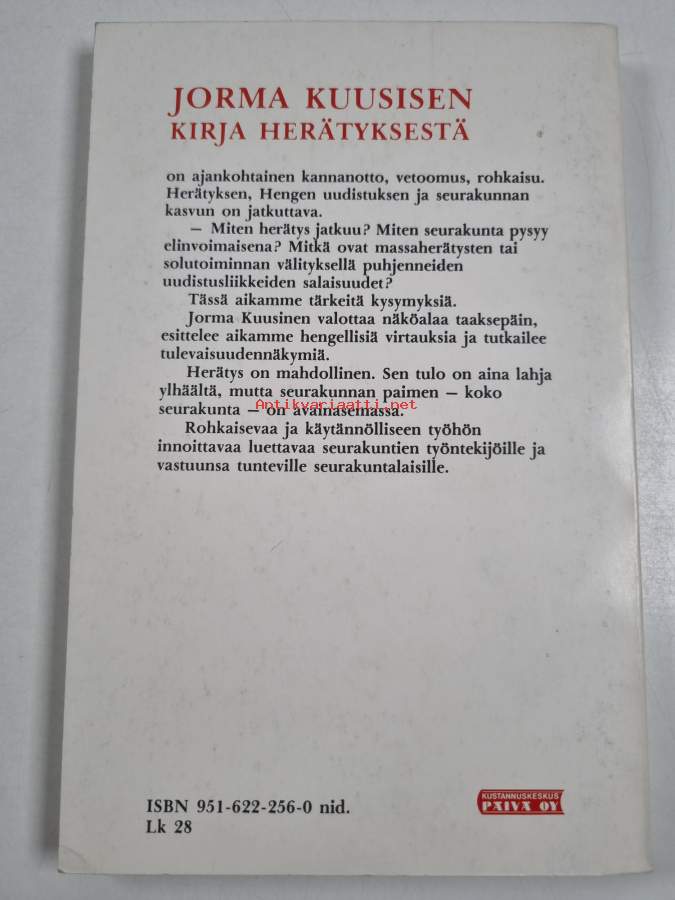 JORMA KUUSISEN
KIRJA HERÄTYKSESTÄ
on ajankohtainen kannanotto, vetoomus, rohkaisu.
Herätyksen, Hengen uudistuksen ja seurakunnan
kasvun on jatkuttava.
— Miten herätys jatkuu? Miten seurakunta pysyy
elinvoimaisena? Mitkä ovat massaherätysten tai
solutoiminnan välityksellä puhjenneiden
uudistusliikkeiden salaisuudet?
Tässä aikamme tärkeitä kysymyksiä.
Jorma Kuusinen valottaa näköalaa taaksepäin,
esittelee aikamme hengellisiä virtauksia ja tutkailee
tulevaisuudennäkymiä.
Herätys on mahdollinen. Sen tulo on aina lahja
ylhäältä, mutta seurakunnan paimen — koko
Antikvariaatti.net
seurakunta — on avainasemassa.
Rohkaisevaa ja käytännölliseen työhön
innoittavaa luettavaa seurakuntien työntekijöille ja
vastuunsa tunteville seurakuntalaisille.
ISBN 951-622-256-0 nid.
Lk 28
KUSTANNUSKESKUS
PÄIVÄ OY